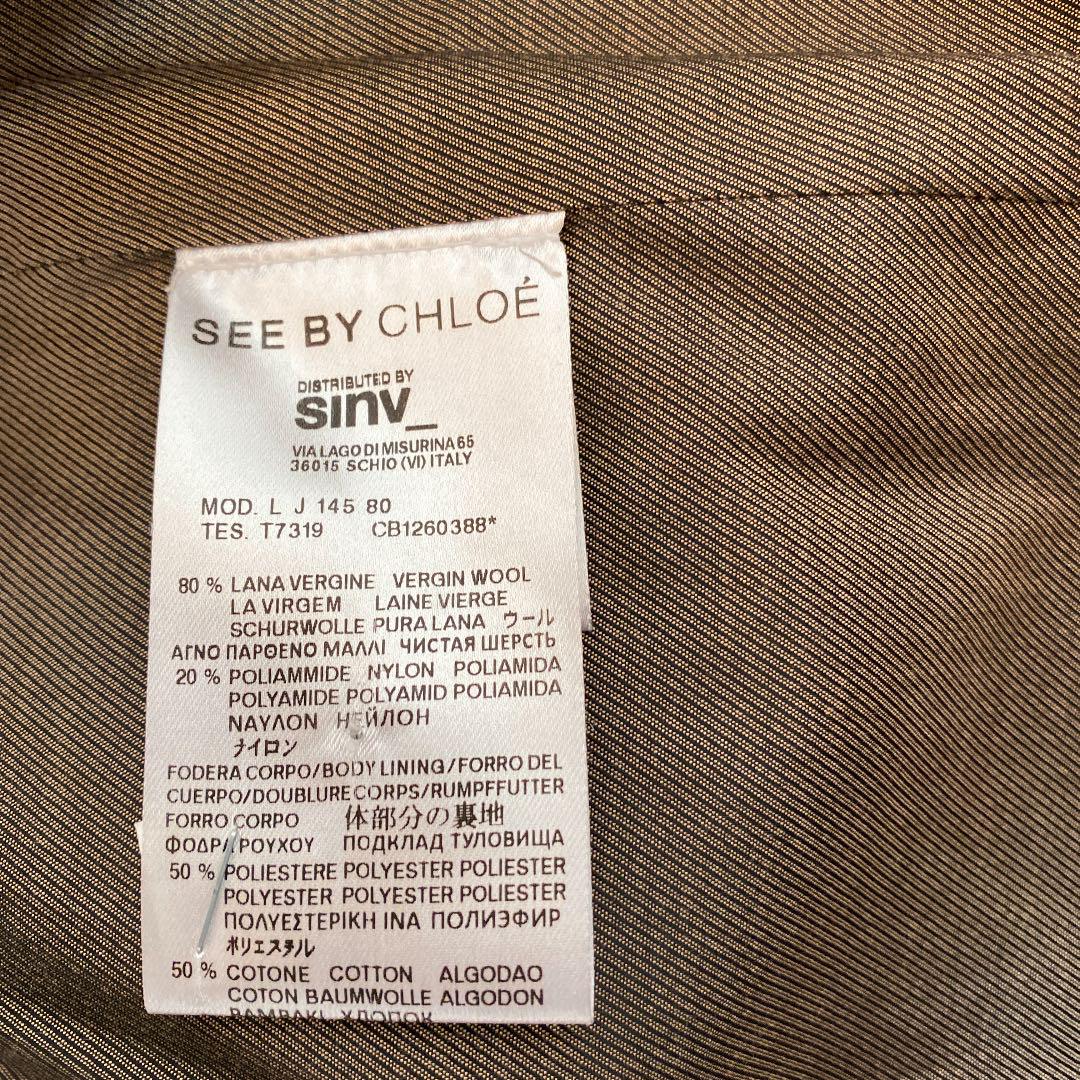 SEE BY CHLOÉ
DISTRIBUTED BY
sinv_
VIA LAGO DI MISURINA 65
36015 SCHIO (VI) ITALY
MOD. L J 145 80
TES. T7319 CB1260388*
80 % LANA VERGINE VERGIN WOOL
LA VIRGEM LAINE VIERGE
SCHURWOLLE PURA LANA ウール
ΑΓΝΟ ΠΑΡΘΕΝΟ ΜΑΛΛΙ ЧИСТАЯ ШЕРСТЬ
20 % POLIAMMIDE NYLON POLIAMIDA
POLYAMIDE POLYAMID POLIAMIDA
ΝΑΥΛΟΝ НЕЙЛОН
ナイロン
FODERA CORPO/BODY LINING/FORRO DEL
CUERPO/DOUBLURE CORPS/RUMPFFUTTER
FORRO CORPO 体部分の裏地
ΦΟΔΡΑ ΡΟΥΧΟΥ ПОДКЛАД ТУЛОВИЩА
50 % POLIESTERE POLYESTER POLIESTER
POLYESTER POLYESTER POLIESTER
ΠΟΛΥΕΣΤΕΡΙΚΗ ΙΝΑ ПОЛИЭФИР
ポリエステル
50 % COTONE COTTON ALGODAO
COTON BAUMWOLLE ALGODON
ΒΑΜΒΑΚΙ ХЛОПОК